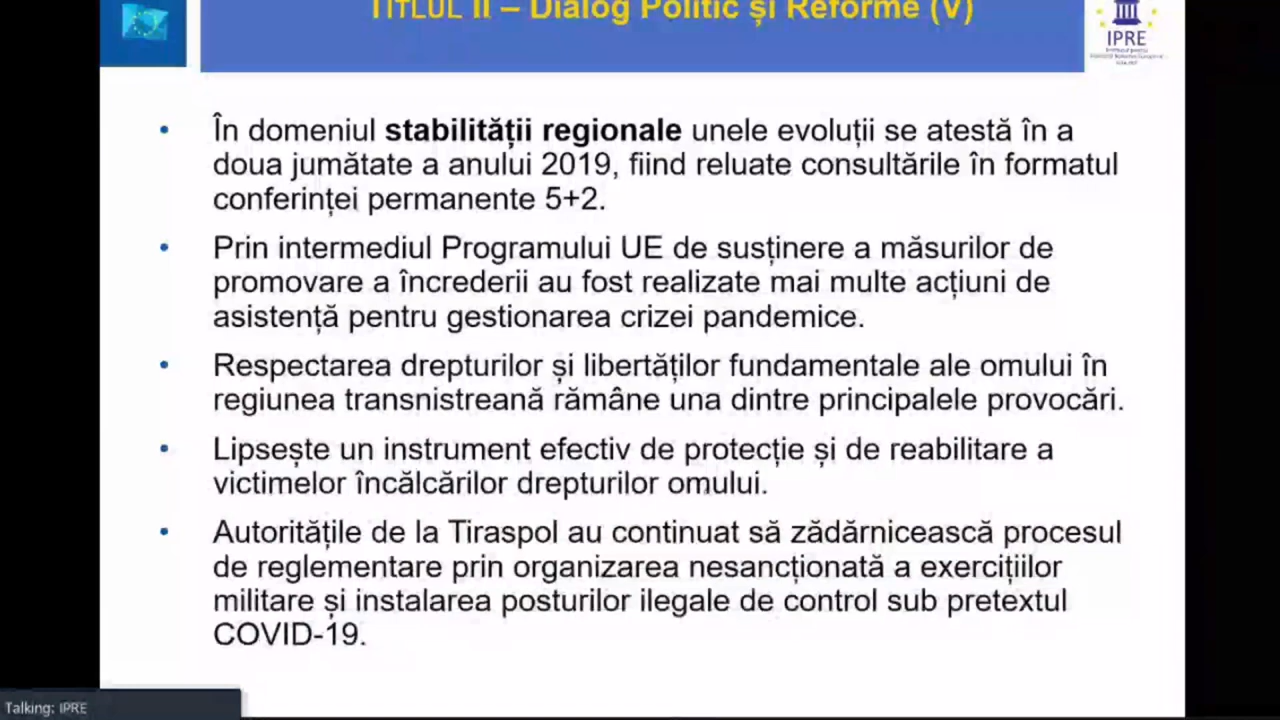 TITLUL II – Dialog Politic și Reforme (V)
IPRE
În domeniul stabilității regionale unele evoluții se atestă în a
doua jumătate a anului 2019, fiind reluate consultările în formatul
conferinței permanente 5+2.
Prin intermediul Programului UE de susținere a măsurilor de
promovare a încrederii au fost realizate mai multe acțiuni de
asistență pentru gestionarea crizei pandemice.
Respectarea drepturilor și libertăților fundamentale ale omului în
regiunea transnistreană rămâne una dintre principalele provocări.
Lipsește un instrument efectiv de protecție și de reabilitare a
victimelor încălcărilor drepturilor omului.
Autoritățile de la Tiraspol au continuat să zădărnicească procesul
de reglementare prin organizarea nesancționată a exercițiilor
militare și instalarea posturilor ilegale de control sub pretextul
COVID-19.
Talking: IPRE